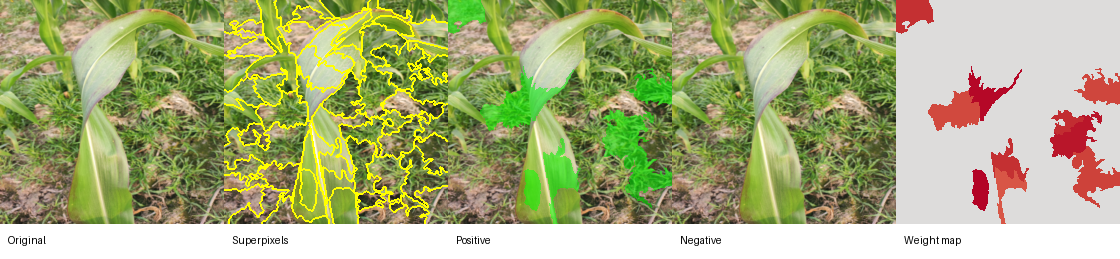 Original
Superpixels
Positive
Negative
Weight map